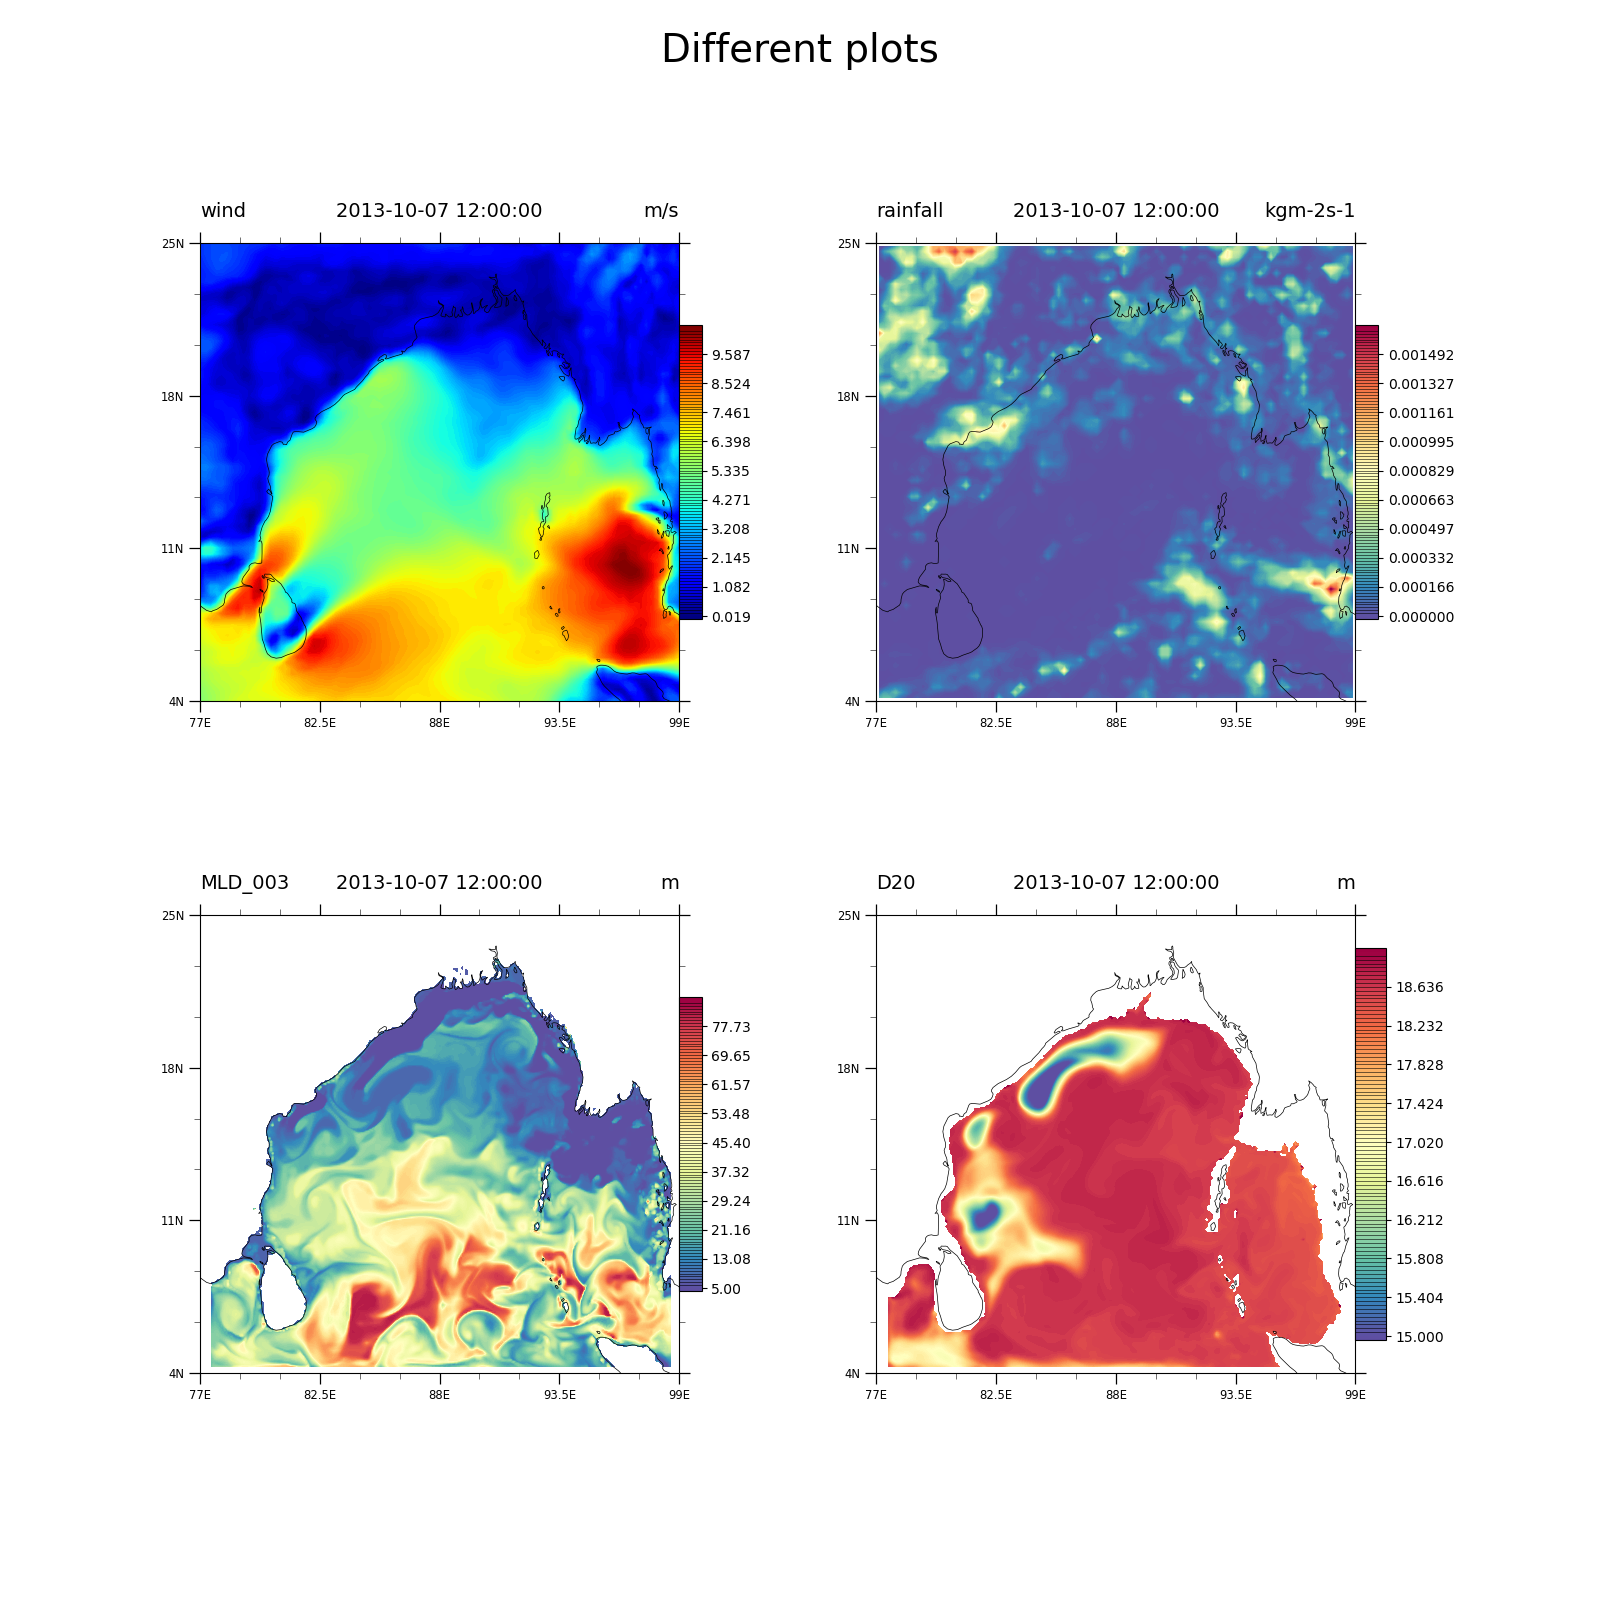 Different plots
wind 2013-10-07 12:00:00 m/s
25N
18N
11N
4N
77E 82.5E 88E 93.5E 99E
9.587
8.524
7.461
6.398
5.335
4.271
3.208
2.145
1.082
0.019
rainfall 2013-10-07 12:00:00 kgm-2s-1
25N
18N
11N
4N
77E 82.5E 88E 93.5E 99E
0.001492
0.001327
0.001161
0.000995
0.000829
0.000663
0.000497
0.000332
0.000166
0.000000
MLD_003 2013-10-07 12:00:00 m
25N
18N
11N
4N
77E 82.5E 88E 93.5E 99E
77.73
69.65
61.57
53.48
45.40
37.32
29.24
21.16
13.08
5.00
D20 2013-10-07 12:00:00 m
25N
18N
11N
4N
77E 82.5E 88E 93.5E 99E
18.636
18.232
17.828
17.424
17.020
16.616
16.212
15.808
15.404
15.000